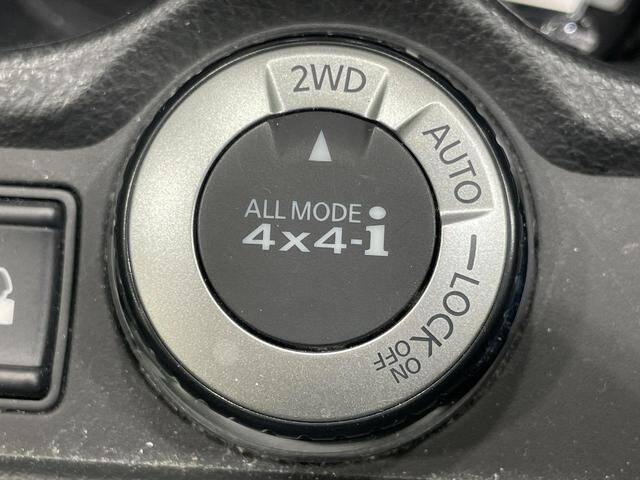 2WD
AUTO
LOCK
ON
OFF
ALL MODE
4x4-i